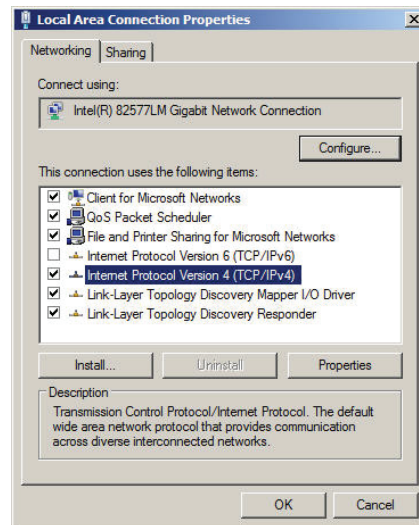 Local Area Connection Properties
Networking
Sharing
Connect using:
Intel(R) 82577LM Gigabit Network Connection
Configure...
This connection uses the following items:
Client for Microsoft Networks
QoS Packet Scheduler
File and Printer Sharing for Microsoft Networks
Internet Protocol Version 6 (TCP/IPv6)
Internet Protocol Version 4 (TCP/IPv4)
Link-Layer Topology Discovery Mapper I/O Driver
Link-Layer Topology Discovery Responder
Install...
Uninstall
Properties
Description
Transmission Control Protocol/Internet Protocol. The default
wide area network protocol that provides communication
across diverse interconnected networks.
OK
Cancel